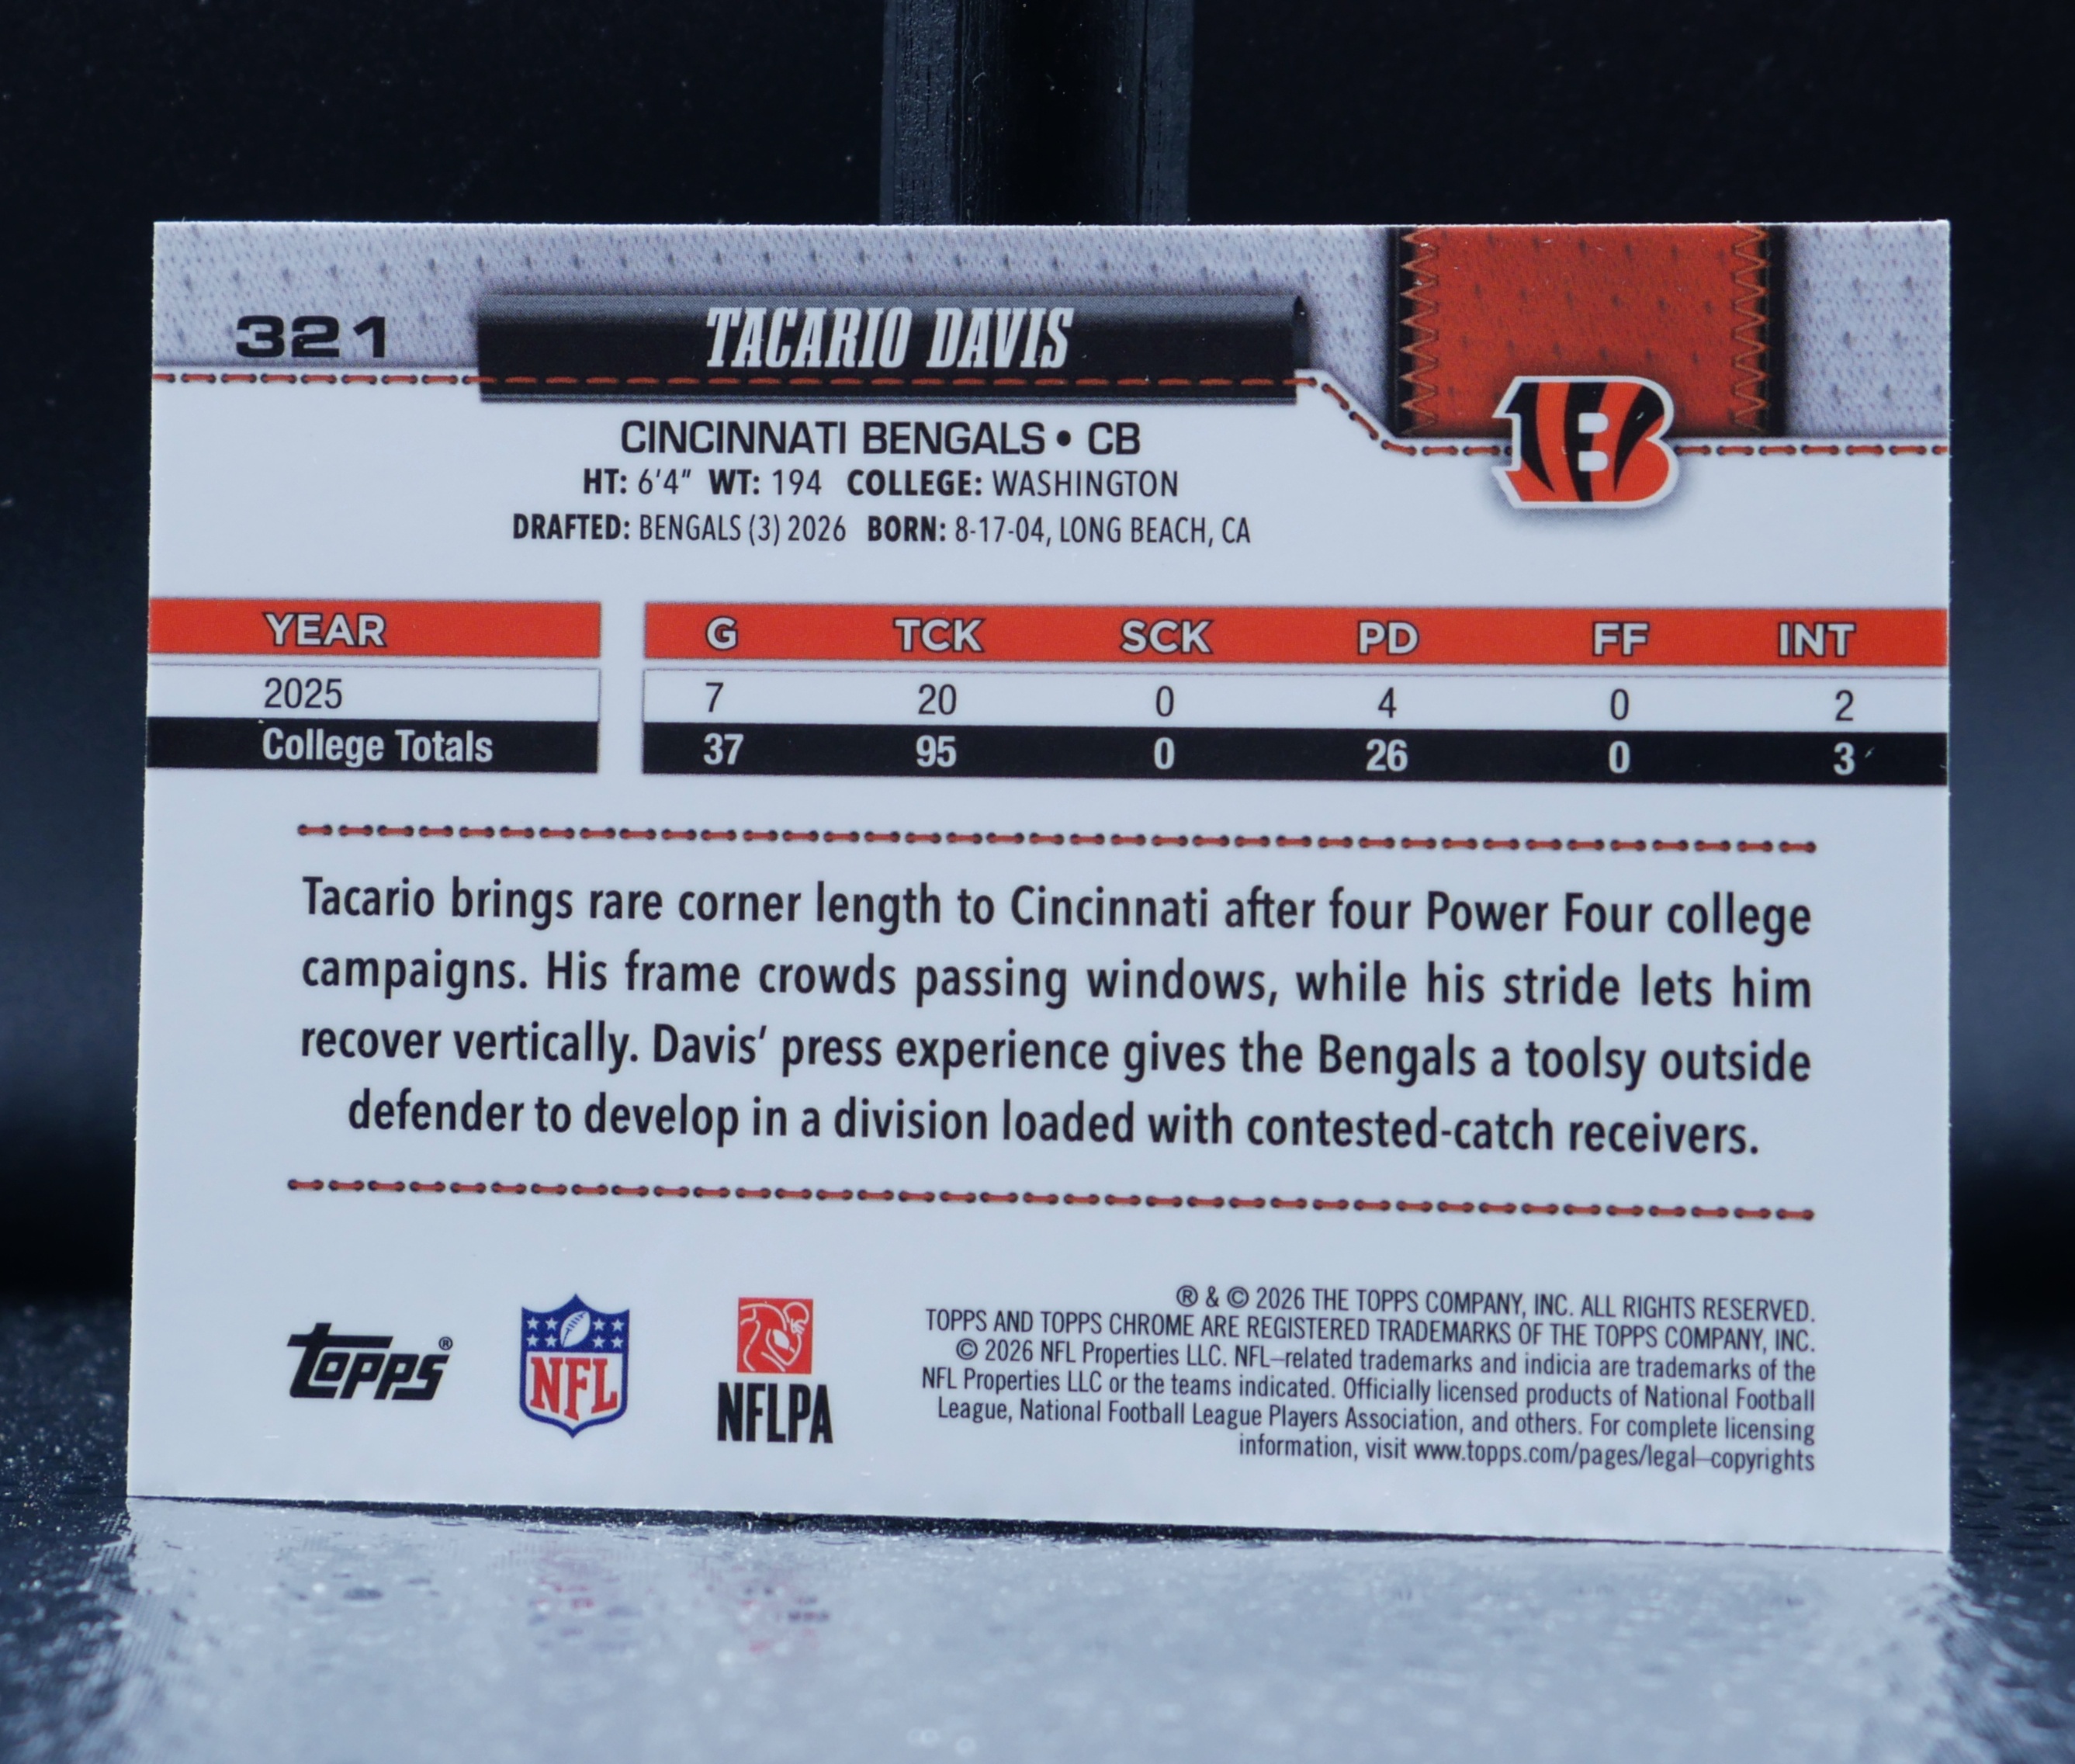 321
TACARIO DAVIS
CINCINNATI BENGALS • CB
HT: 6'4" WT: 194 COLLEGE: WASHINGTON
DRAFTED: BENGALS (3) 2026 BORN: 8-17-04, LONG BEACH, CA
B
YEAR G TCK SCK PD FF INT
2025 7 20 0 4 0 2
College Totals 37 95 0 26 0 3
Tacario brings rare corner length to Cincinnati after four Power Four college
campaigns. His frame crowds passing windows, while his stride lets him
recover vertically. Davis' press experience gives the Bengals a toolsy outside
defender to develop in a division loaded with contested-catch receivers.
topps®
NFL
NFLPA
® & © 2026 THE TOPPS COMPANY, INC. ALL RIGHTS RESERVED.
TOPPS AND TOPPS CHROME ARE REGISTERED TRADEMARKS OF THE TOPPS COMPANY, INC.
© 2026 NFL Properties LLC. NFL–related trademarks and indicia are trademarks of the
NFL Properties LLC or the teams indicated. Officially licensed products of National Football
League, National Football League Players Association, and others. For complete licensing
information, visit www.topps.com/pages/legal–copyrights